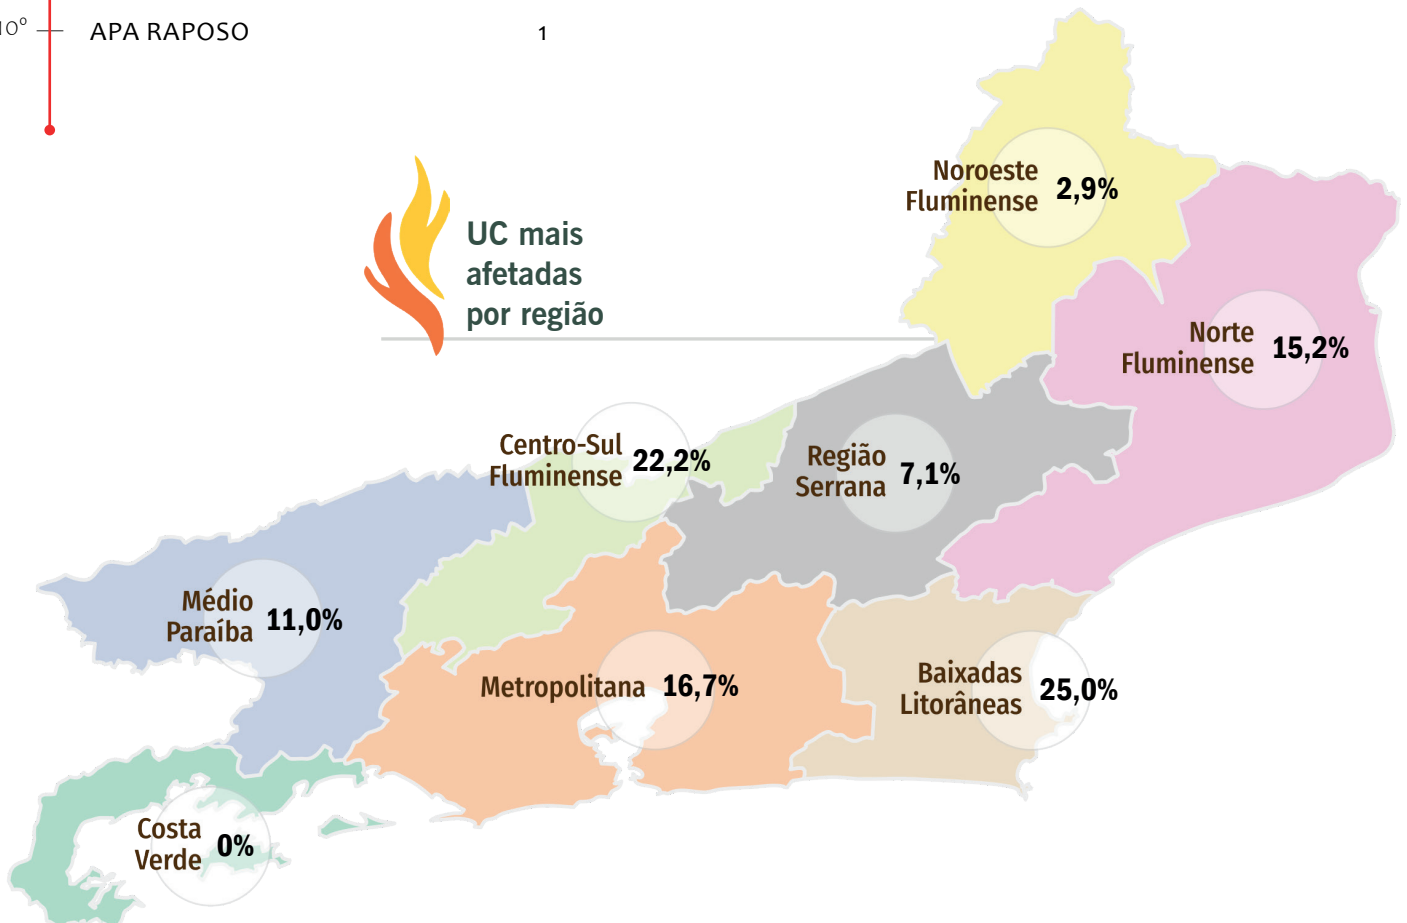 10º APA RAPOSO 1
UC mais
afetadas
por região
Noroeste
Fluminense
2,9%
Norte
Fluminense
15,2%
Centro-Sul
Fluminense
22,2%
Região
Serrana
7,1%
Médio
Paraíba
11,0%
Metropolitana 16,7%
Baixadas
Litorâneas
25,0%
Costa
Verde
0%